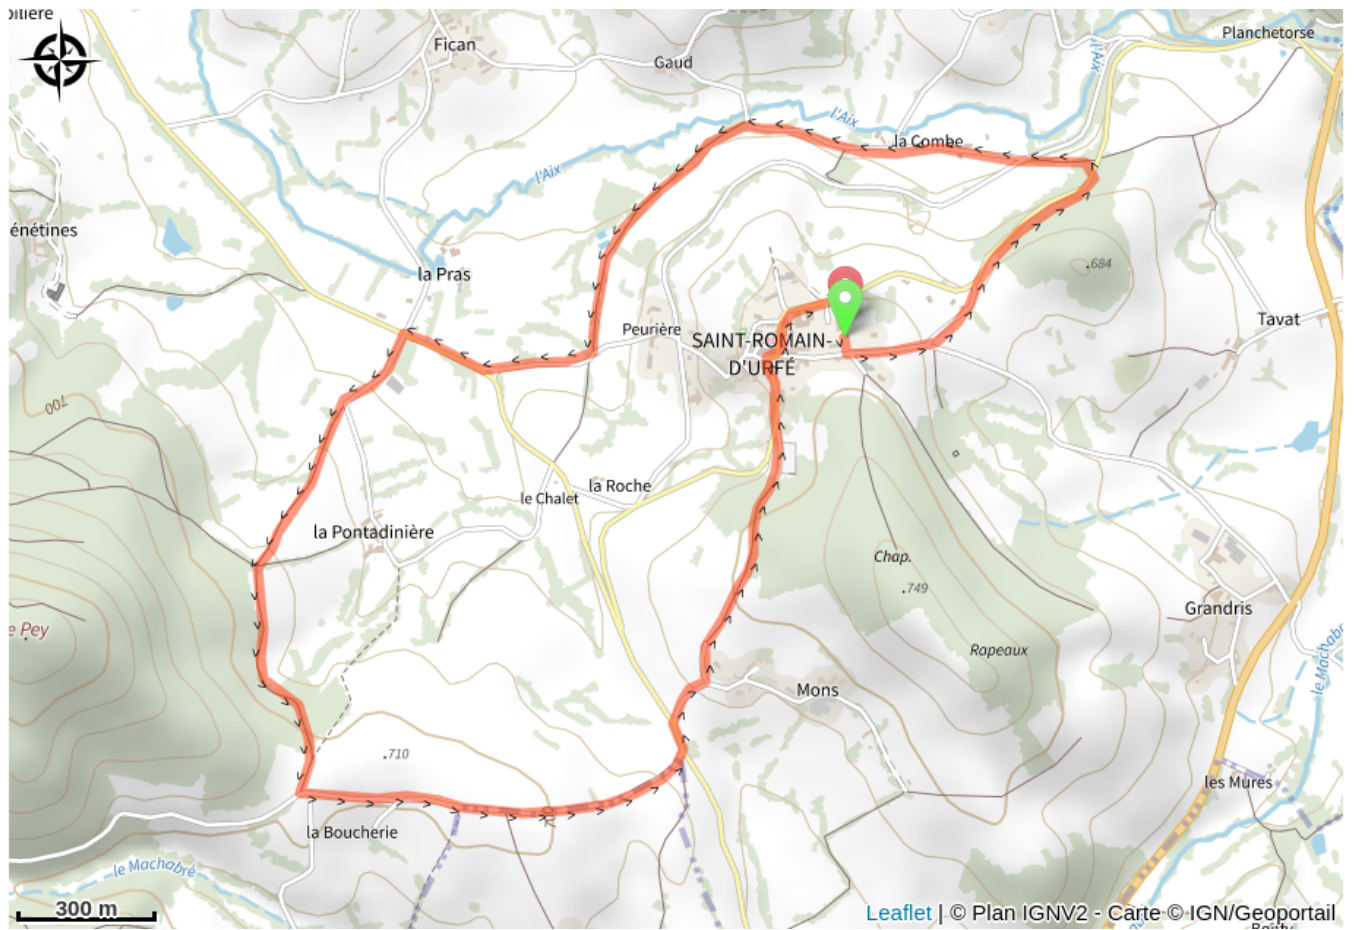 Fican
Planchetorse
Gaud
l'Aix
l'Aix
la Combe
l'Aix
la Pras
.684
Tavat
Peurière
SAINT-ROMAIN-
D'URFÉ
700
la Roche
le Chalet
la Pontadinière
Chap.
.749
Grandris
Rapeaux
Mons
.710
les Mures
la Boucherie
le Machabré
300 m
Leaflet | © Plan IGNV2 - Carte © IGN/Geoportail